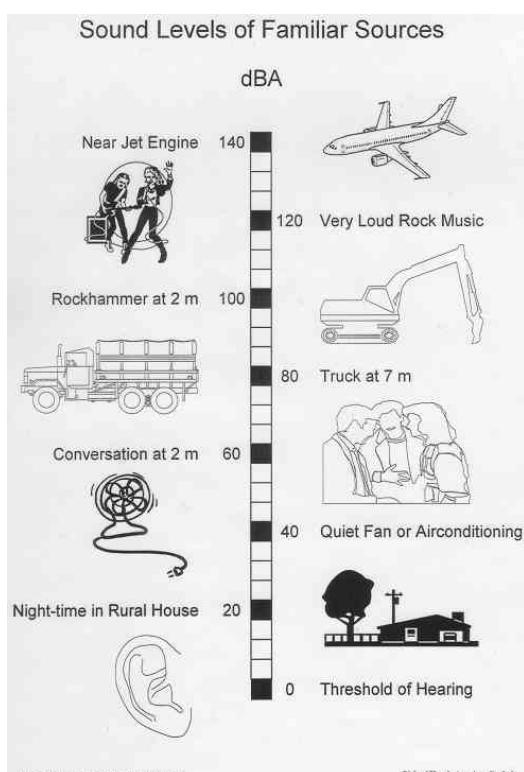 Sound Levels of Familiar Sources
dBA
Near Jet Engine 140
120 Very Loud Rock Music
Rockhammer at 2 m 100
80 Truck at 7 m
Conversation at 2 m 60
40 Quiet Fan or Airconditioning
Night-time in Rural House 20
0 Threshold of Hearing